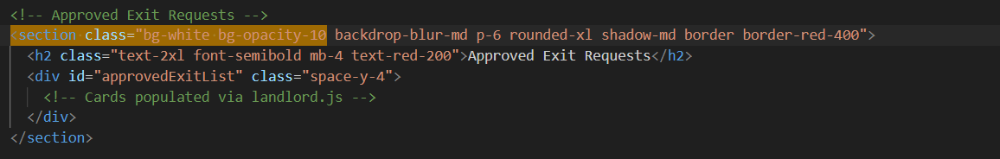 <!-- Approved Exit Requests -->
<section class="bg-white bg-opacity-10 backdrop-blur-md p-6 rounded-xl shadow-md border border-red-400">
<h2 class="text-2xl font-semibold mb-4 text-red-200">Approved Exit Requests</h2>
<div id="approvedExitList" class="space-y-4">
<!-- Cards populated via landlord.js -->
</div>
</section>